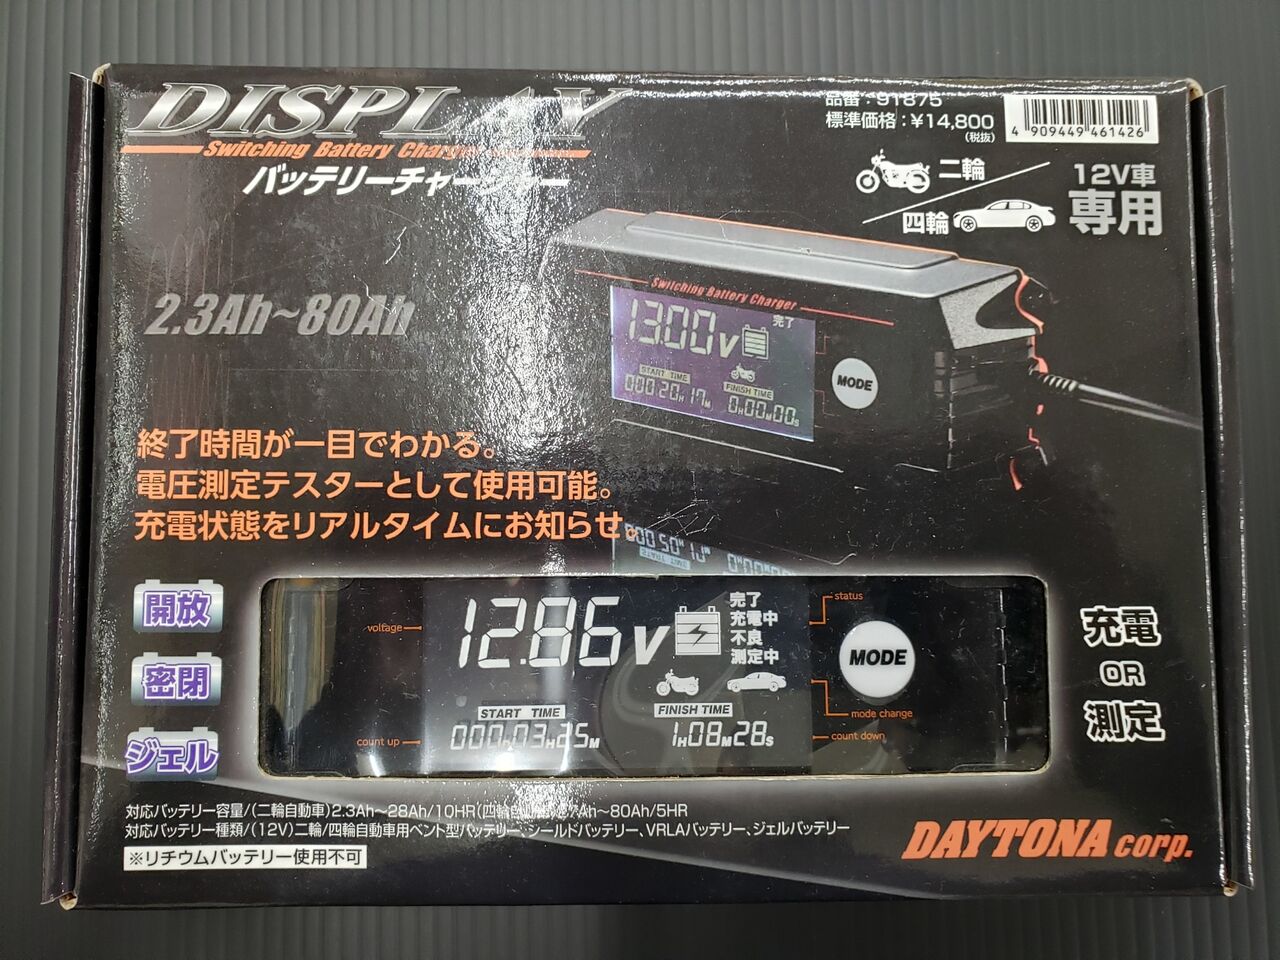 DISPLAY
Switching Battery Charger
バッテリーチャージャー
品番：91875
標準価格：¥14,800
(税抜)
4 909449 461426
二輪
四輪
12V車
専用
2.3Ah~80Ah
Switching Battery Charger
13.00V
完了
START TIME
FINISH TIME
000:20H17M
0H00M00S
MODE
終了時間が一目でわかる。
電圧測定テスターとして使用可能。
充電状態をリアルタイムにお知らせ。
開放
密閉
ジェル
voltage
12.86V
完了
充電中
不良
測定中
status
MODE
mode change
START TIME
FINISH TIME
count up
000:03H25M
1H08M28S
count down
充電
OR
測定
対応バッテリー容量/(二輪自動車)2.3Ah～28Ah/10HR(四輪 Ah～80Ah/5HR
対応バッテリー種類/(12V)二輪/四輪自動車用ベント型バッテリー、シールドバッテリー、VRLAバッテリー、ジェルバッテリー
※リチウムバッテリー使用不可
DAYTONA corp.